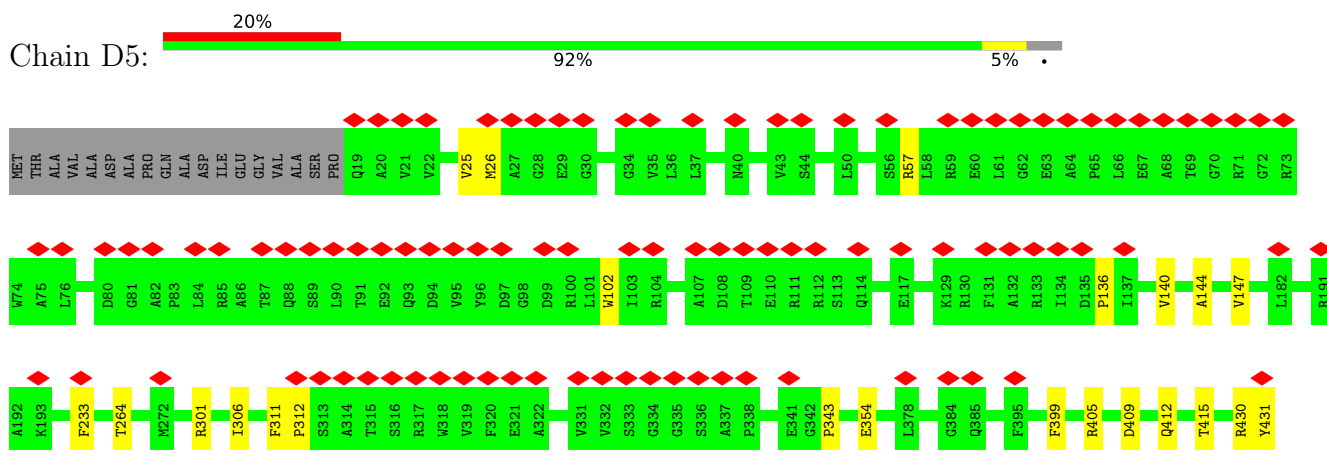 20%
Chain D5:
92% 5% •
MET THR ALA VAL ALA ASP ALA PRO GLN ALA ASP ILE GLU GLY VAL ALA SER PRO Q19 A20 V21 V22 V25 M26 A27 G28 E29 G30 G34 V35 L36 L37 N40 V43 S44 L50 S56 R57 L58 R59 E60 L61 G62 E63 A64 P65 L66 E67 A68 T69 G70 R71 G72 R73
W74 A75 L76 D80 G81 A82 P83 L84 R85 A86 T87 Q88 S89 L90 T91 E92 Q93 D94 Y95 Y96 D97 G98 D99 R100 L101 W102 I103 R104 A107 D108 T109 E110 R111 R112 S113 Q114 E117 K129 R130 F131 A132 R133 I134 D135 P136 I137 V140 A144 V147 L182 R191
A192 K193 F233 T264 M272 R301 I306 F311 P312 S313 A314 T315 S316 R317 W318 V319 F320 E321 A322 V331 V332 S333 G334 G335 S336 A337 P338 E341 G342 P343 E354 L378 G384 Q385 F395 F399 R405 D409 Q412 T415 R430 Y431